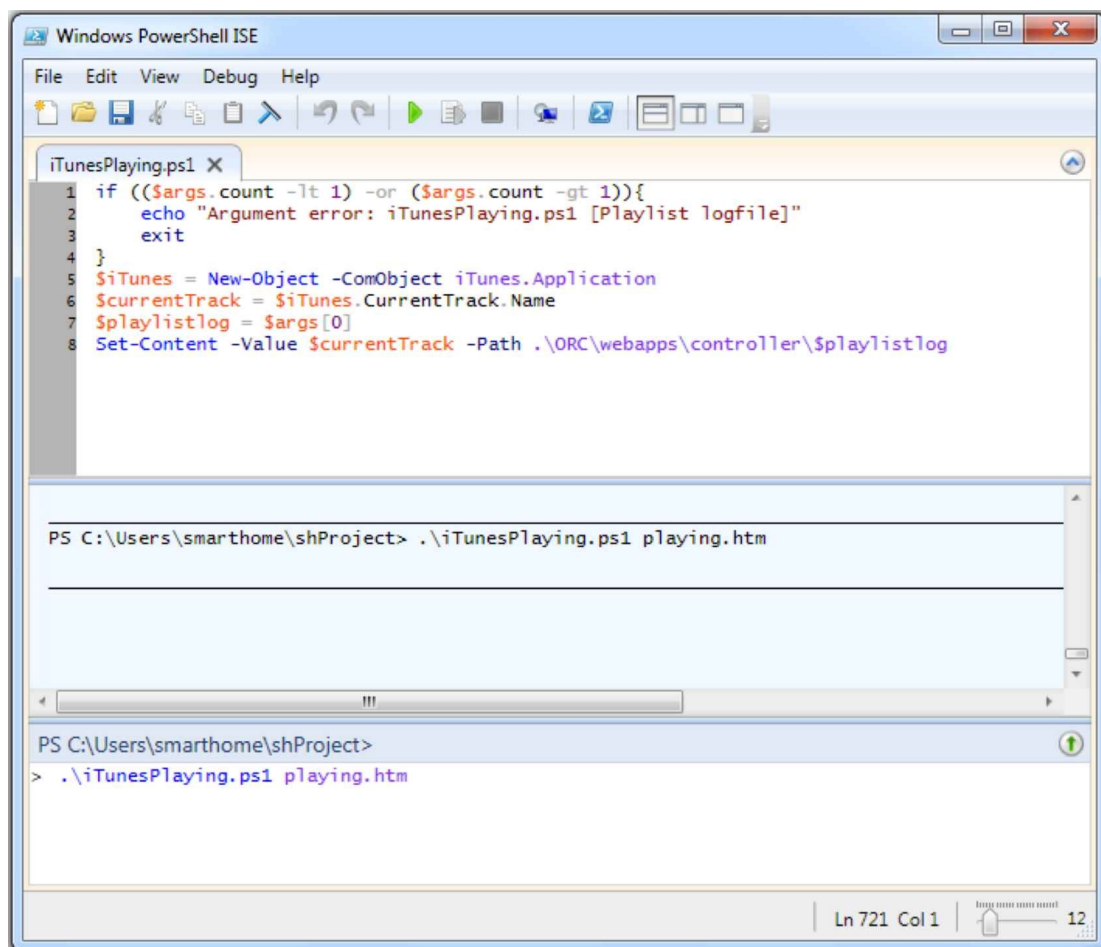 Windows PowerShell ISE
File Edit View Debug Help
iTunesPlaying.ps1
1 if (($args.count -lt 1) -or ($args.count -gt 1)){
2     echo "Argument error: iTunesPlaying.ps1 [Playlist logfile]"
3     exit
4 }
5 $iTunes = New-Object -ComObject iTunes.Application
6 $currentTrack = $iTunes.CurrentTrack.Name
7 $playlistlog = $args[0]
8 Set-Content -Value $currentTrack -Path .\ORC\webapps\controller\$playlistlog
PS C:\Users\smarthome\shProject> .\iTunesPlaying.ps1 playing.htm
PS C:\Users\smarthome\shProject>
> .\iTunesPlaying.ps1 playing.htm
Ln 721 Col 1 12